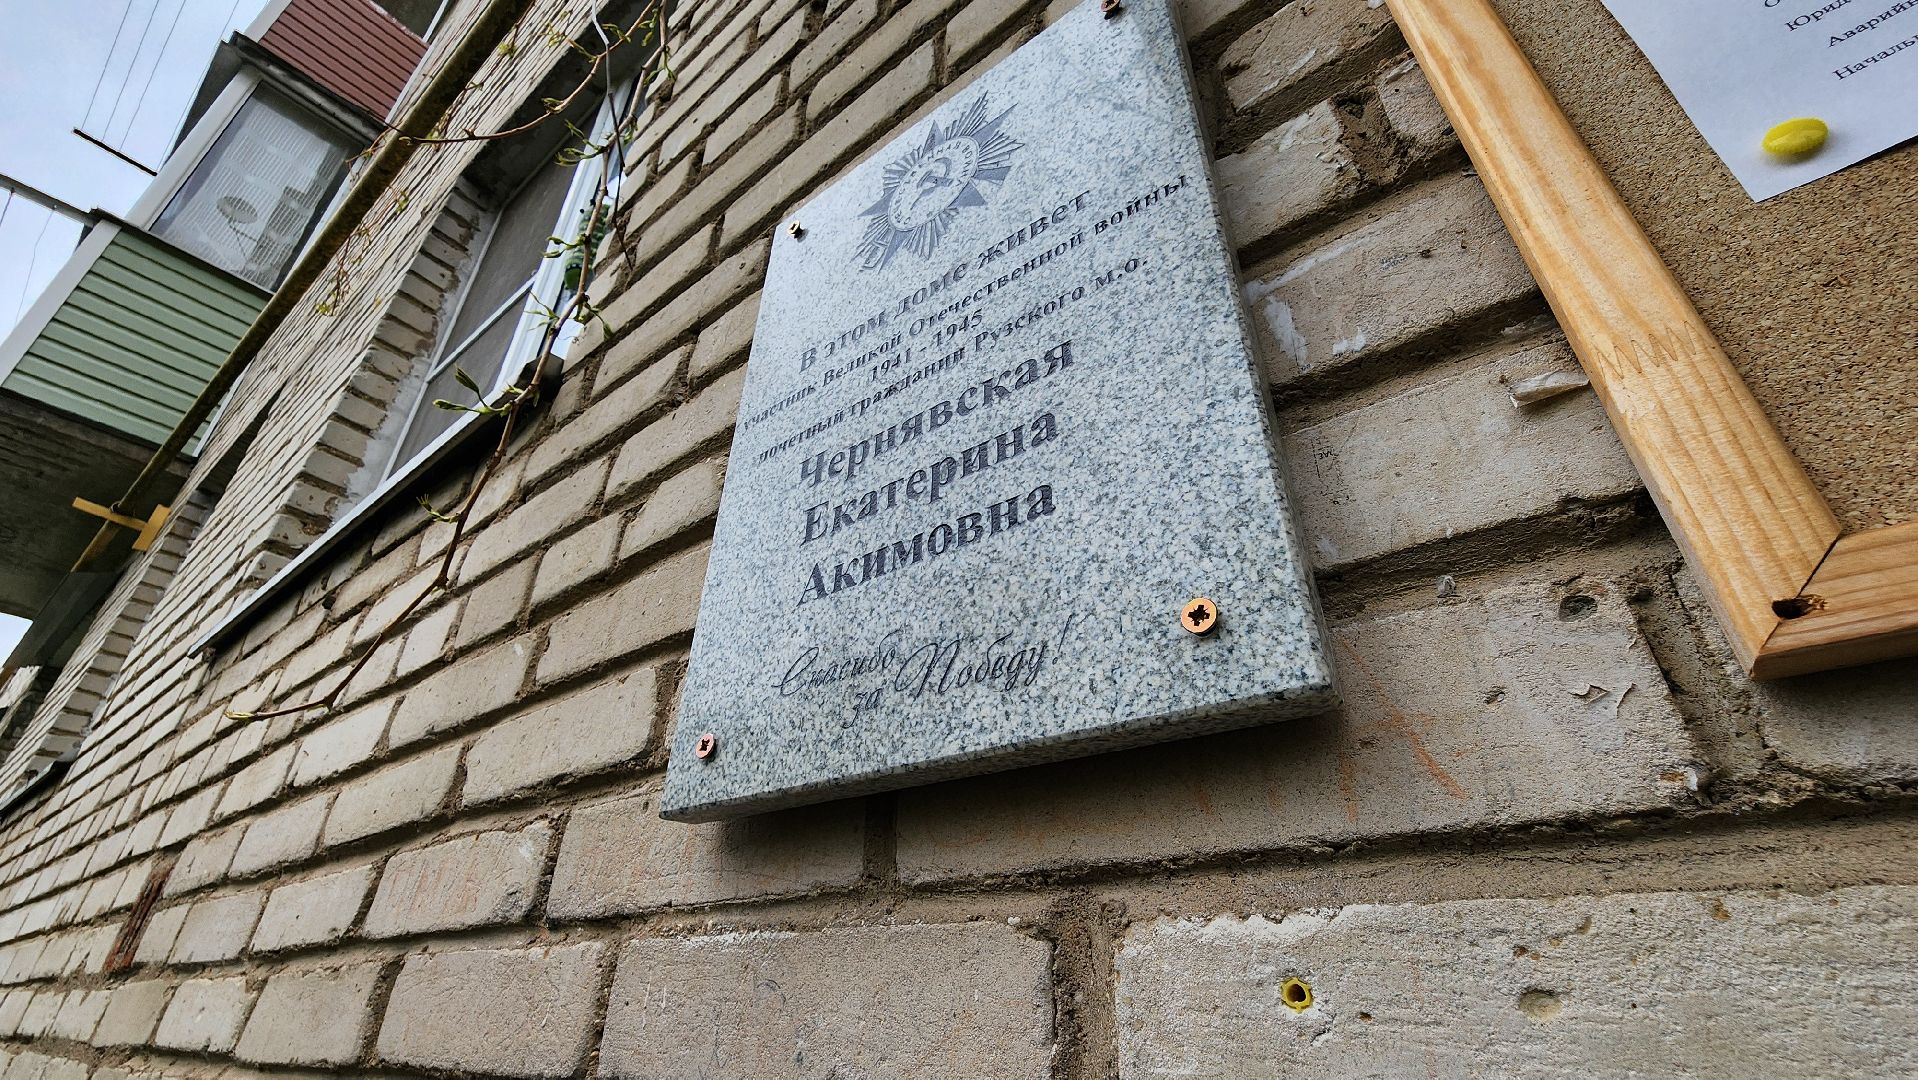 В этом доме живет
участник Великой Отечественной войны
1941 - 1945
почетный гражданин Рузского м.о.
Чернявская
Екатерина
Акимовна
Спасибо
за Победу!